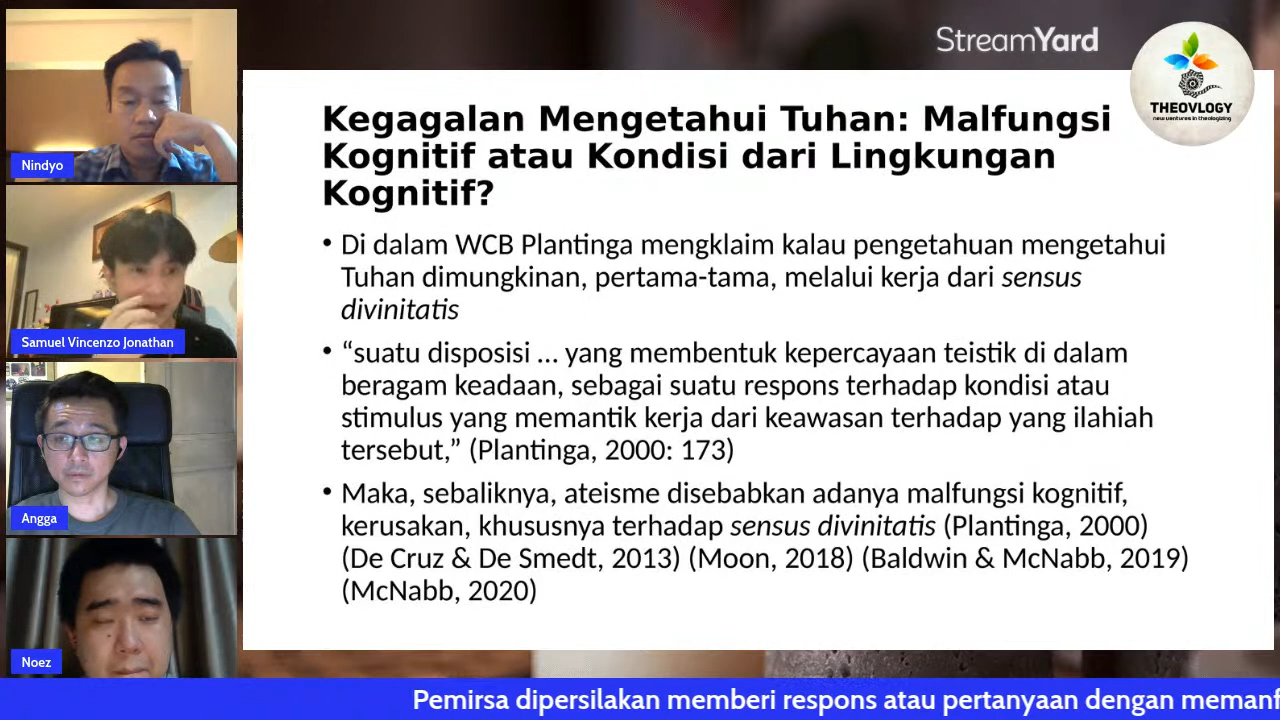 StreamYard
THEOVLOGY
new ventures in theologizing
Kegagalan Mengetahui Tuhan: Malfungsi
Kognitif atau Kondisi dari Lingkungan
Kognitif?
• Di dalam WCB Plantinga mengklaim kalau pengetahuan mengetahui
Tuhan dimungkinan, pertama-tama, melalui kerja dari sensus
divinitatis
• “suatu disposisi ... yang membentuk kepercayaan teistik di dalam
beragam keadaan, sebagai suatu respons terhadap kondisi atau
stimulus yang memantik kerja dari keawasan terhadap yang ilahiah
tersebut,” (Plantinga, 2000: 173)
• Maka, sebaliknya, ateisme disebabkan adanya malfungsi kognitif,
kerusakan, khususnya terhadap sensus divinitatis (Plantinga, 2000)
(De Cruz & De Smedt, 2013) (Moon, 2018) (Baldwin & McNabb, 2019)
(McNabb, 2020)
Nindyo
Samuel Vincenzo Jonathan
Angga
Noez
Pemirsa dipersilakan memberi respons atau pertanyaan dengan memanf